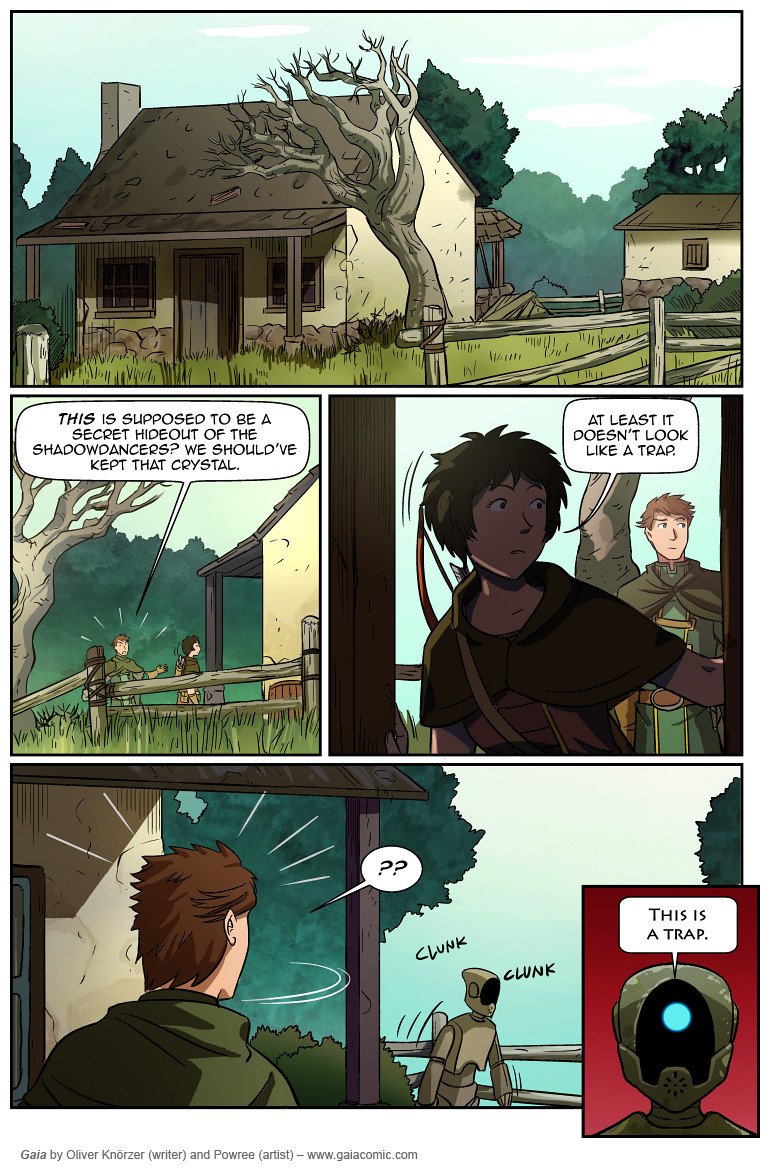 THIS IS SUPPOSED TO BE A
SECRET HIDEOUT OF THE
SHADOWDANCERS? WE SHOULD'VE
KEPT THAT CRYSTAL.
AT LEAST IT
DOESN'T LOOK
LIKE A TRAP.
??
CLUNK
CLUNK
THIS IS
A TRAP.
Gaia by Oliver Knörzer (writer) and Powree (artist) – www.gaiacomic.com